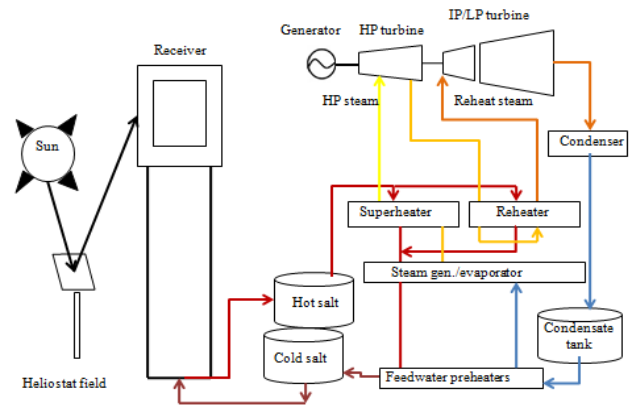 IP/LP turbine
Generator
HP turbine
Receiver
HP steam
Reheat steam
Sun
Condenser
Superheater
Reheater
Steam gen./evaporator
Hot salt
Condensate
tank
Cold salt
Feedwater preheaters
Heliostat field